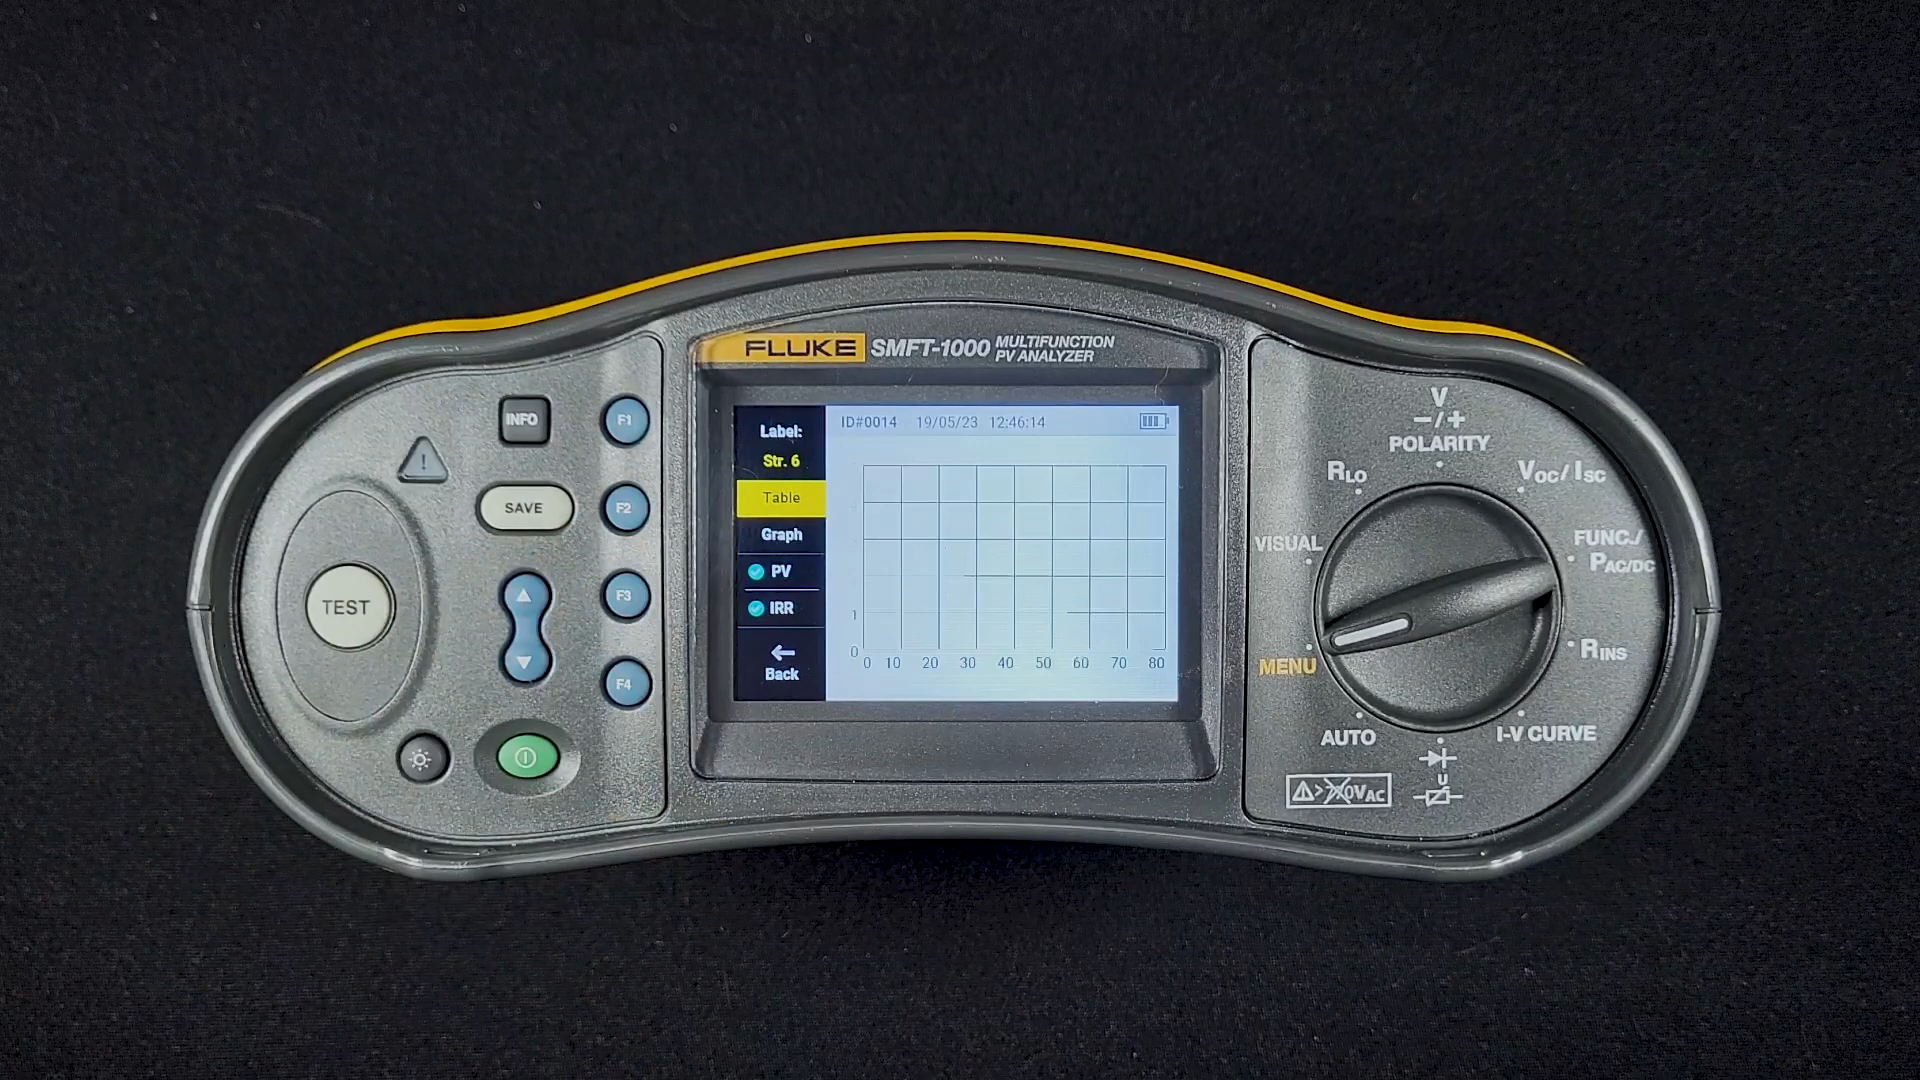 FLUKE SMFT-1000 MULTIFUNCTION
PV ANALYZER
INFO
F1
!
SAVE
F2
TEST
F3
F4
Label:
Str. 6
Table
Graph
PV
IRR
Back
ID#0014 19/05/23 12:46:14
1
0
0 10 20 30 40 50 60 70 80
V
−/+
POLARITY
RLO
VOC/ISC
VISUAL
FUNC./
PAC/DC
MENU
RINS
AUTO
I-V CURVE